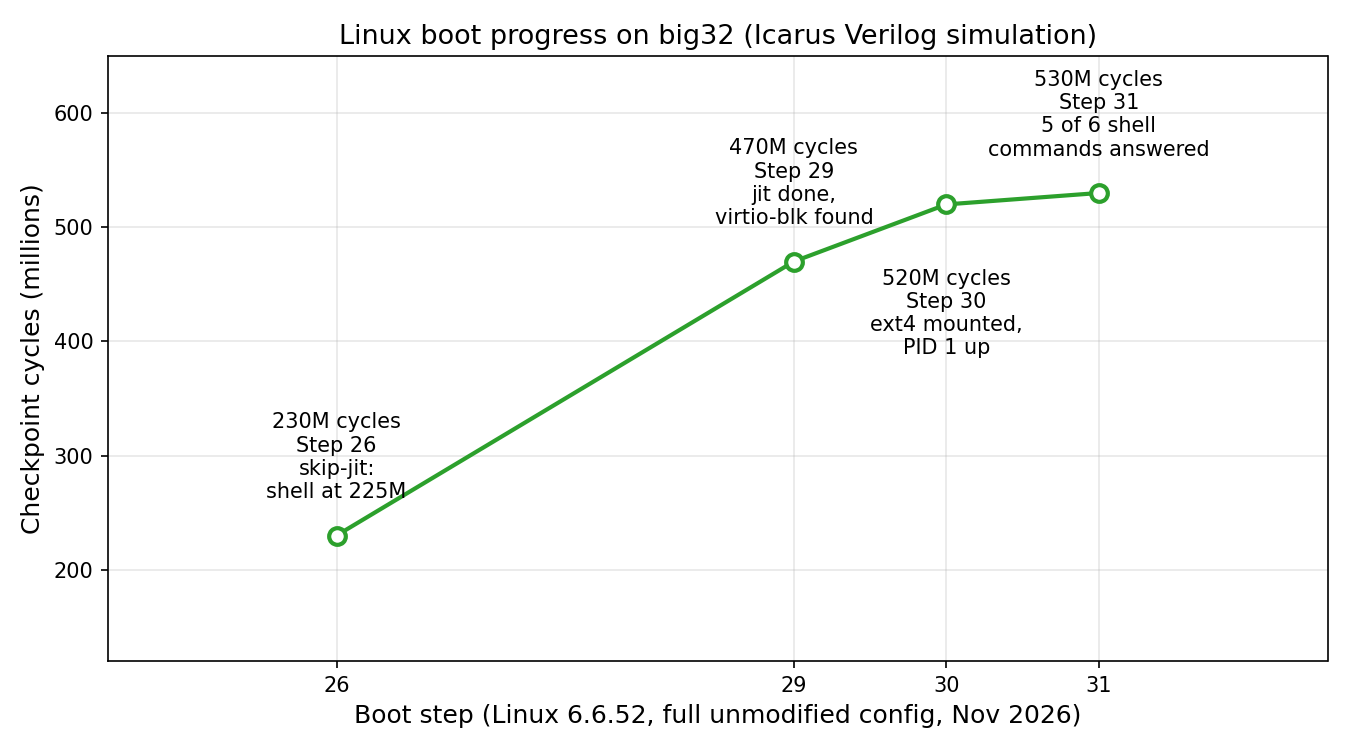 Linux boot progress on big32 (Icarus Verilog simulation)
Checkpoint cycles (millions)
600
500
400
300
200
230M cycles
Step 26
skip-jit:
shell at 225M
470M cycles
Step 29
jit done,
virtio-blk found
520M cycles
Step 30
ext4 mounted,
PID 1 up
530M cycles
Step 31
5 of 6 shell
commands answered
26
29
30
31
Boot step (Linux 6.6.52, full unmodified config, Nov 2026)